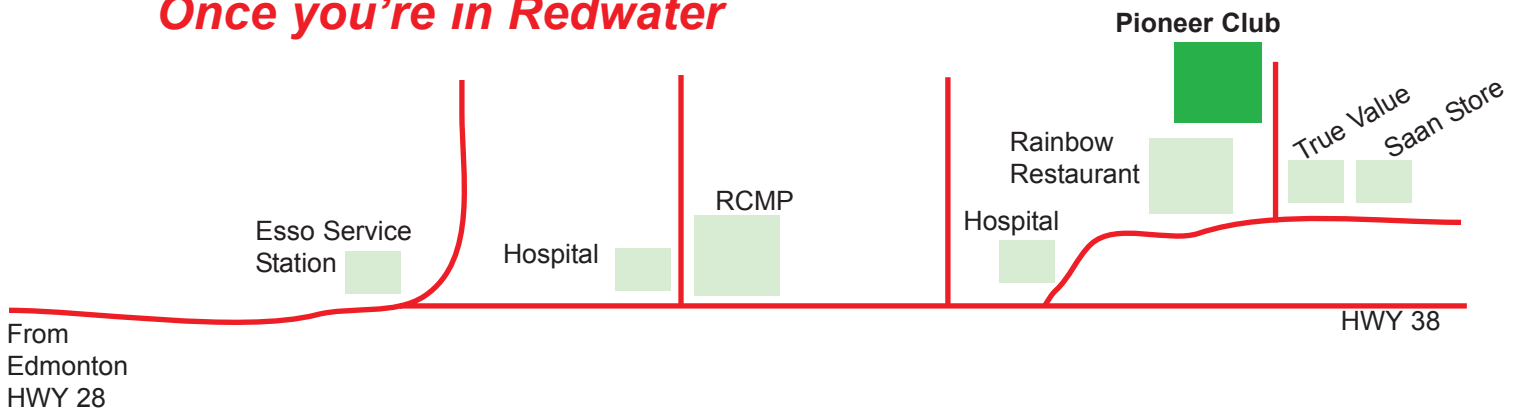 Once you're in Redwater
Pioneer Club
True Value
Saan Store
Rainbow
Restaurant
RCMP
Hospital
Esso Service
Station
Hospital
HWY 38
From
Edmonton
HWY 28